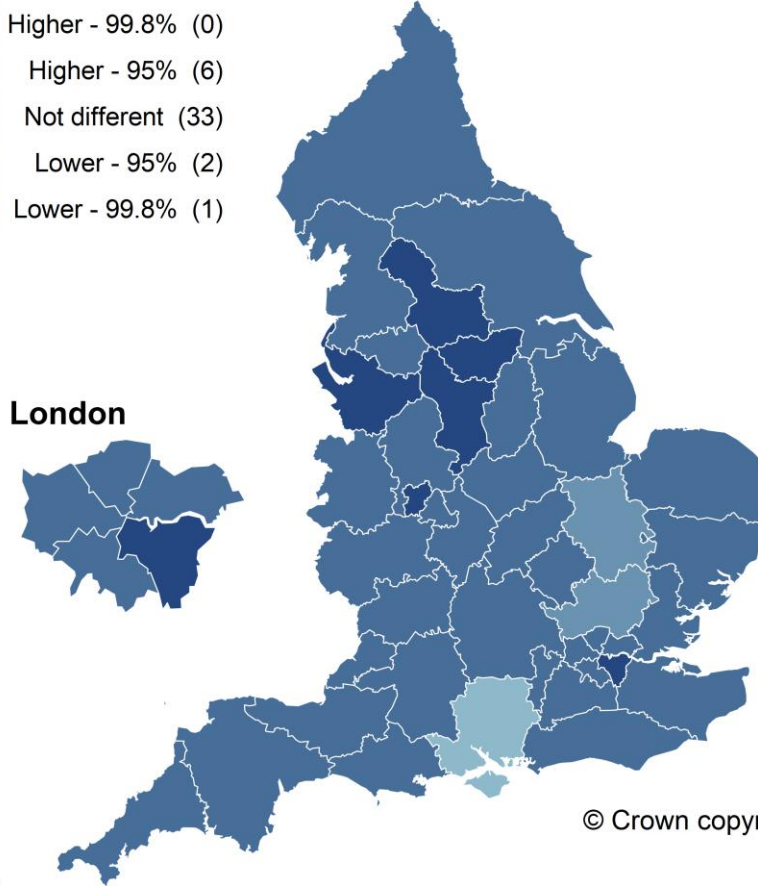 Higher - 99.8% (0)
Higher - 95% (6)
Not different (33)
Lower - 95% (2)
Lower - 99.8% (1)
London
© Crown copyr